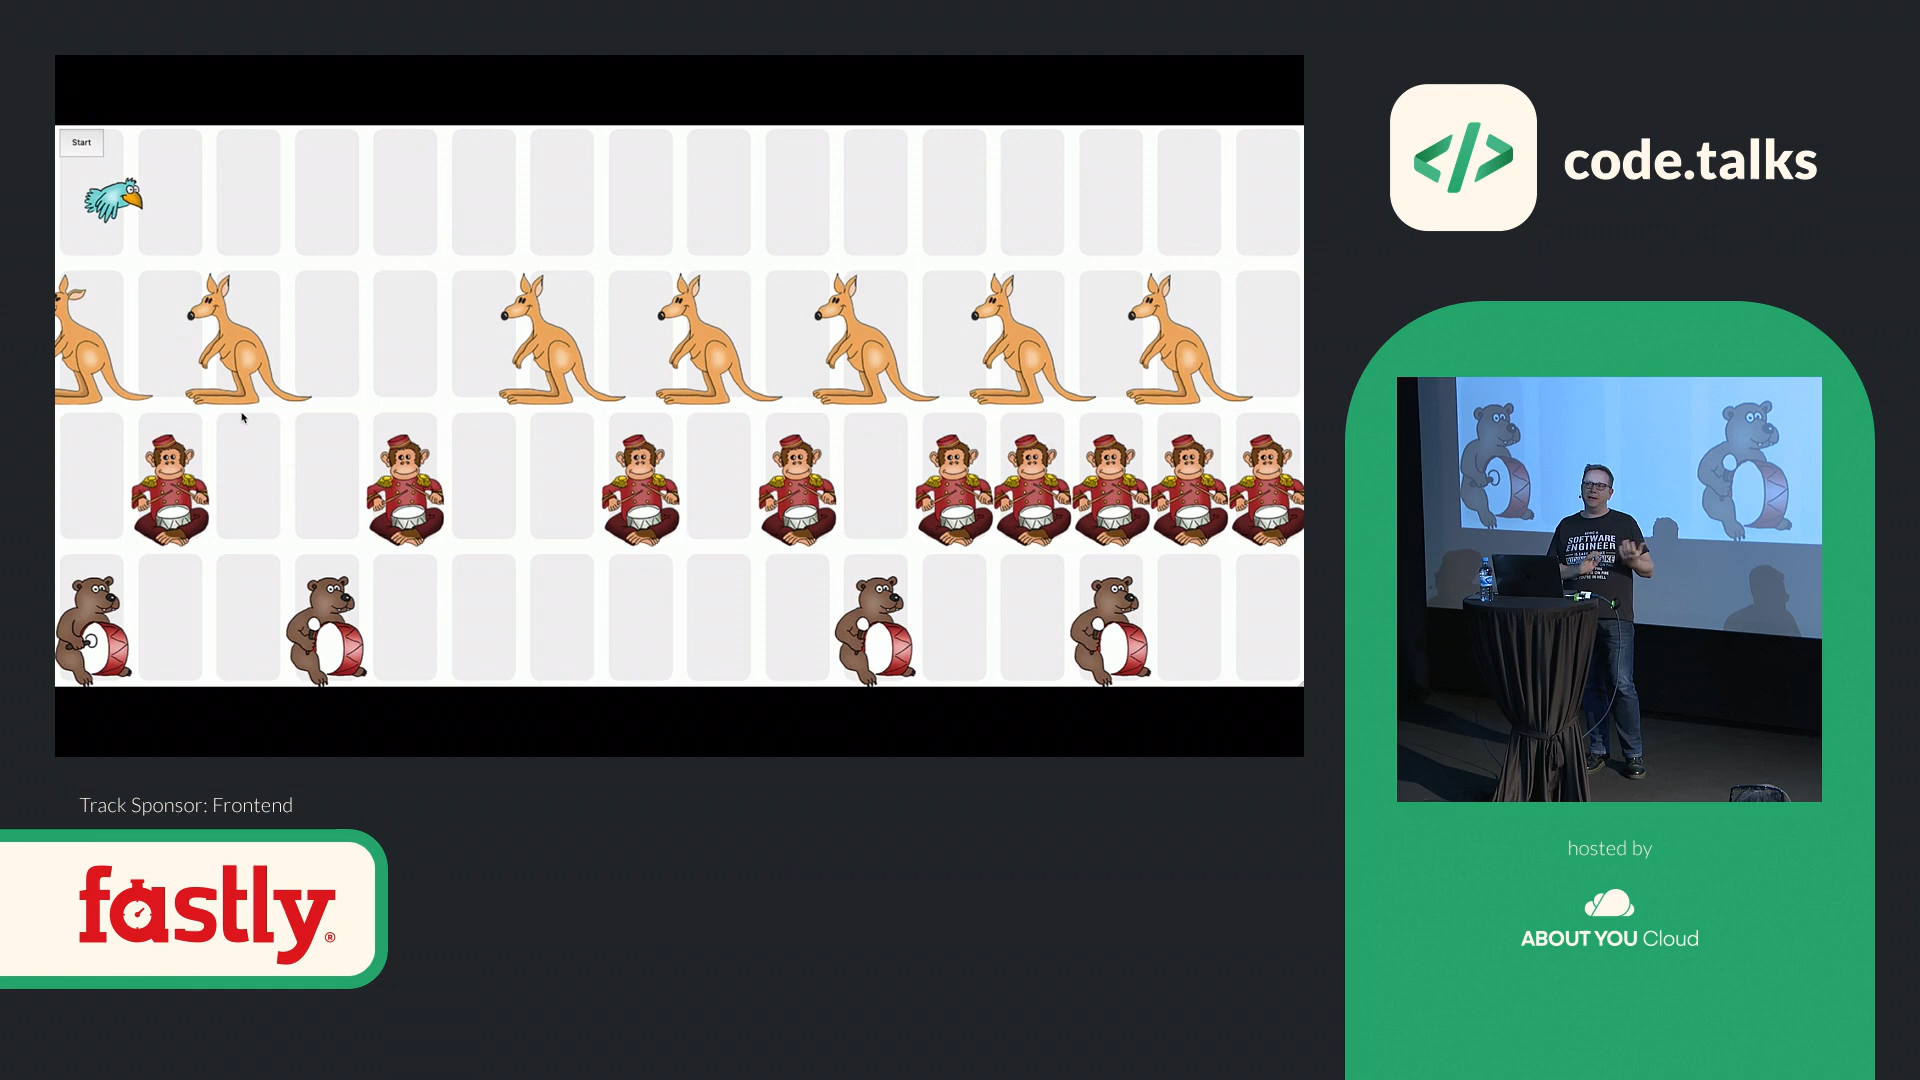 Start
</> code.talks
SOFTWARE
ENGINEER
Track Sponsor: Frontend
fastly®
hosted by
ABOUT YOU Cloud